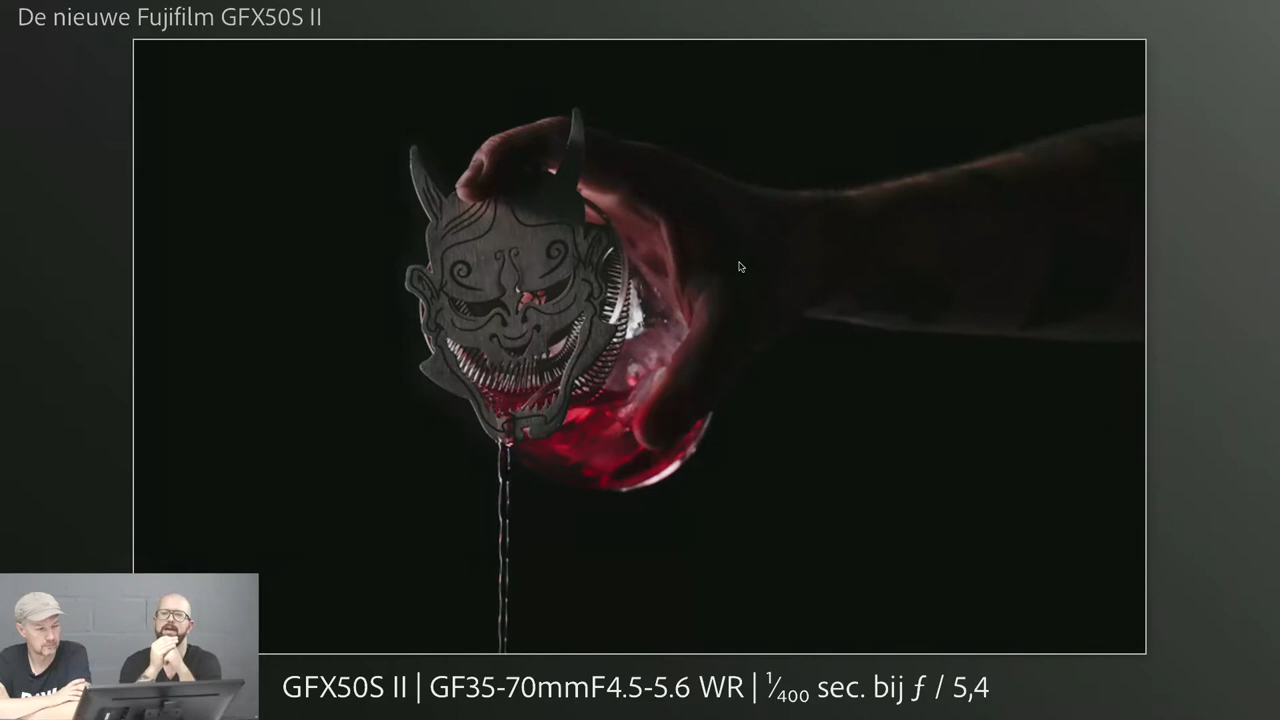 De nieuwe Fujifilm GFX50S II
GFX50S II | GF35-70mmF4.5-5.6 WR | ¹⁄₄₀₀ sec. bij ƒ / 5,4